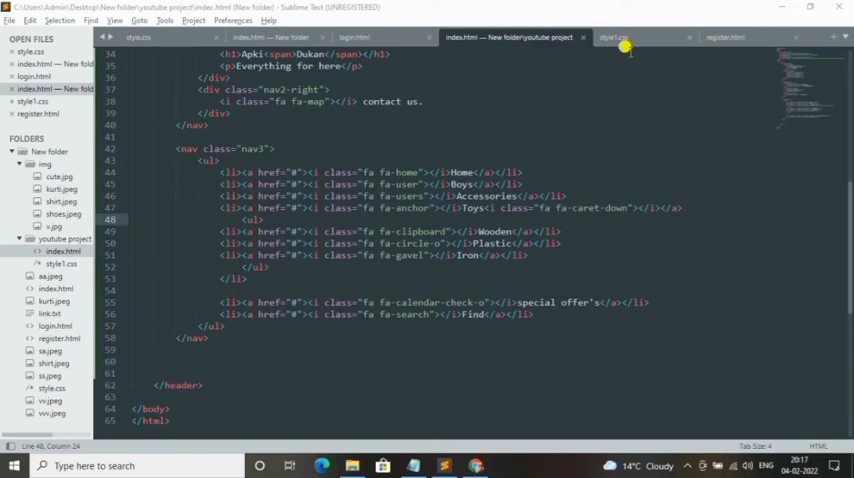 C:\Users\Admin\Desktop\New folder\youtube project\index.html (New folder) - Sublime Text (UNREGISTERED)
File Edit Selection Find View Goto Tools Project Preferences Help
OPEN FILES
style.css
index.html — New fold
login.html
index.html — New fold
style1.css
register.html
FOLDERS
New folder
img
cute.jpg
kurti.jpg
shirt.jpg
shoes.jpeg
v.jpg
youtube project
index.html
style1.css
aa.jpeg
index.html
kurti.jpeg
link.txt
login.html
register.html
sa.jpeg
shirt.jpeg
ss.jpeg
style.css
vv.jpeg
vvv.jpeg
style.css index.html — New folder login.html index.html — New folder\youtube project style1.css register.html
34 <h1>Apki<span>Dukan</span></h1>
35 <p>Everything for here</p>
36 </div>
37 <div class="nav2-right">
38 <i class="fa fa-map"></i> contact us.
39 </div>
40 </nav>
41
42 <nav class="nav3">
43 <ul>
44 <li><a href="#"><i class="fa fa-home"></i>Home</a></li>
45 <li><a href="#"><i class="fa fa-user"></i>Boys</a></li>
46 <li><a href="#"><i class="fa fa-users"></i>Accessories</a></li>
47 <li><a href="#"><i class="fa fa-anchor"></i>Toys<i class="fa fa-caret-down"></i></a>
48 <ul>
49 <li><a href="#"><i class="fa fa-clipboard"></i>Wooden</a></li>
50 <li><a href="#"><i class="fa fa-circle-o"></i>Plastic</a></li>
51 <li><a href="#"><i class="fa fa-gavel"></i>Iron</a></li>
52 </ul>
53 </li>
54
55 <li><a href="#"><i class="fa fa-calendar-check-o"></i>special offer's</a></li>
56 <li><a href="#"><i class="fa fa-search"></i>Find</a></li>
57 </ul>
58 </nav>
59
60
61
62 </header>
63
64 </body>
65 </html>
Line 48, Column 24 Tab Size: 4 HTML
Type here to search 14°C Cloudy ENG 20:17
04-02-2022